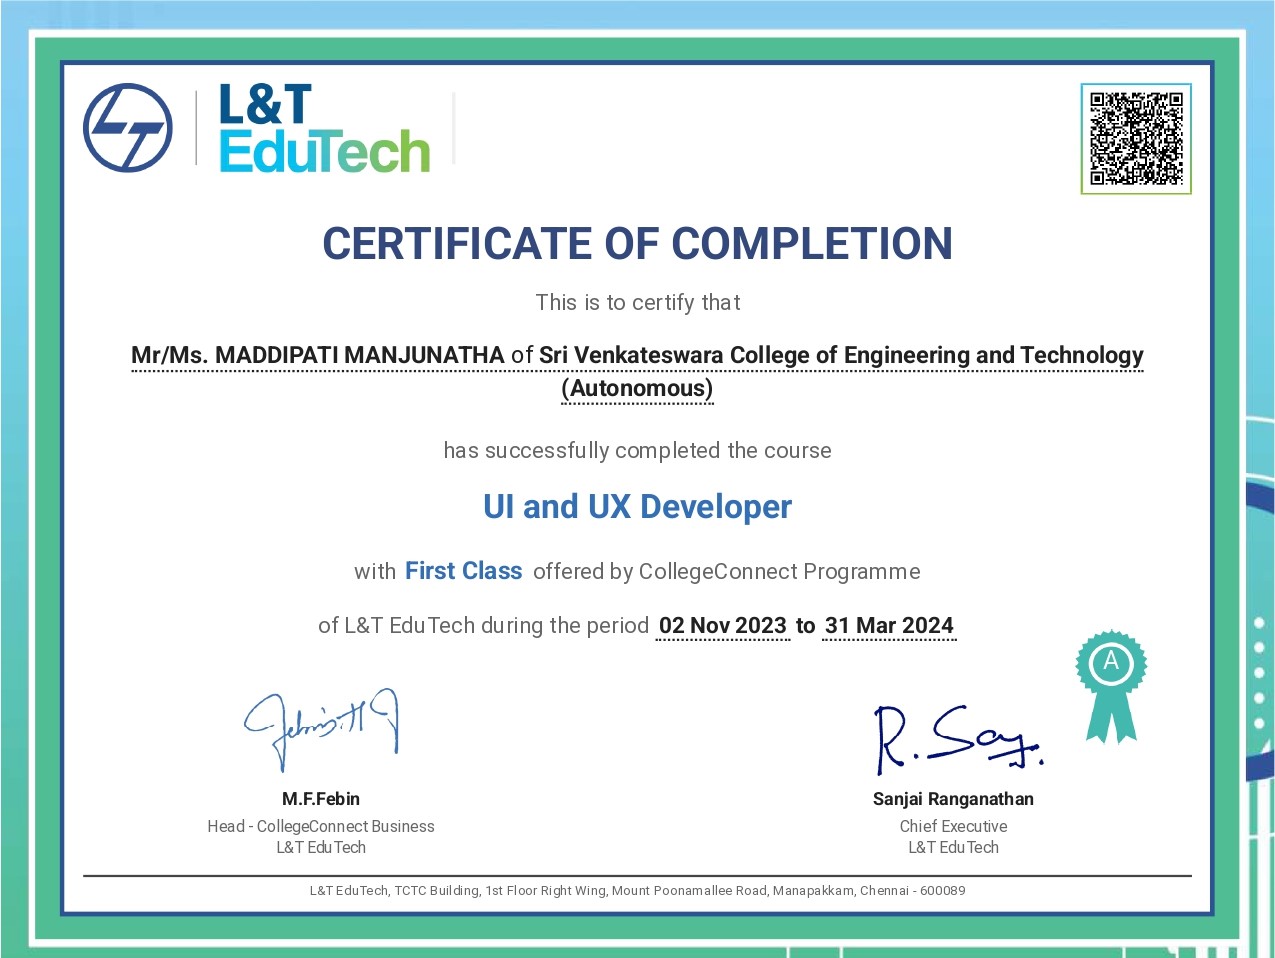 L&T
EduTech
CERTIFICATE OF COMPLETION
This is to certify that
Mr/Ms. MADDIPATI MANJUNATHA of Sri Venkateswara College of Engineering and Technology
(Autonomous)
has successfully completed the course
UI and UX Developer
with First Class offered by CollegeConnect Programme
of L&T EduTech during the period 02 Nov 2023 to 31 Mar 2024
A
R. Say.
M.F.Febin
Head - CollegeConnect Business
L&T EduTech
Sanjai Ranganathan
Chief Executive
L&T EduTech
L&T EduTech, TCTC Building, 1st Floor Right Wing, Mount Poonamallee Road, Manapakkam, Chennai - 600089